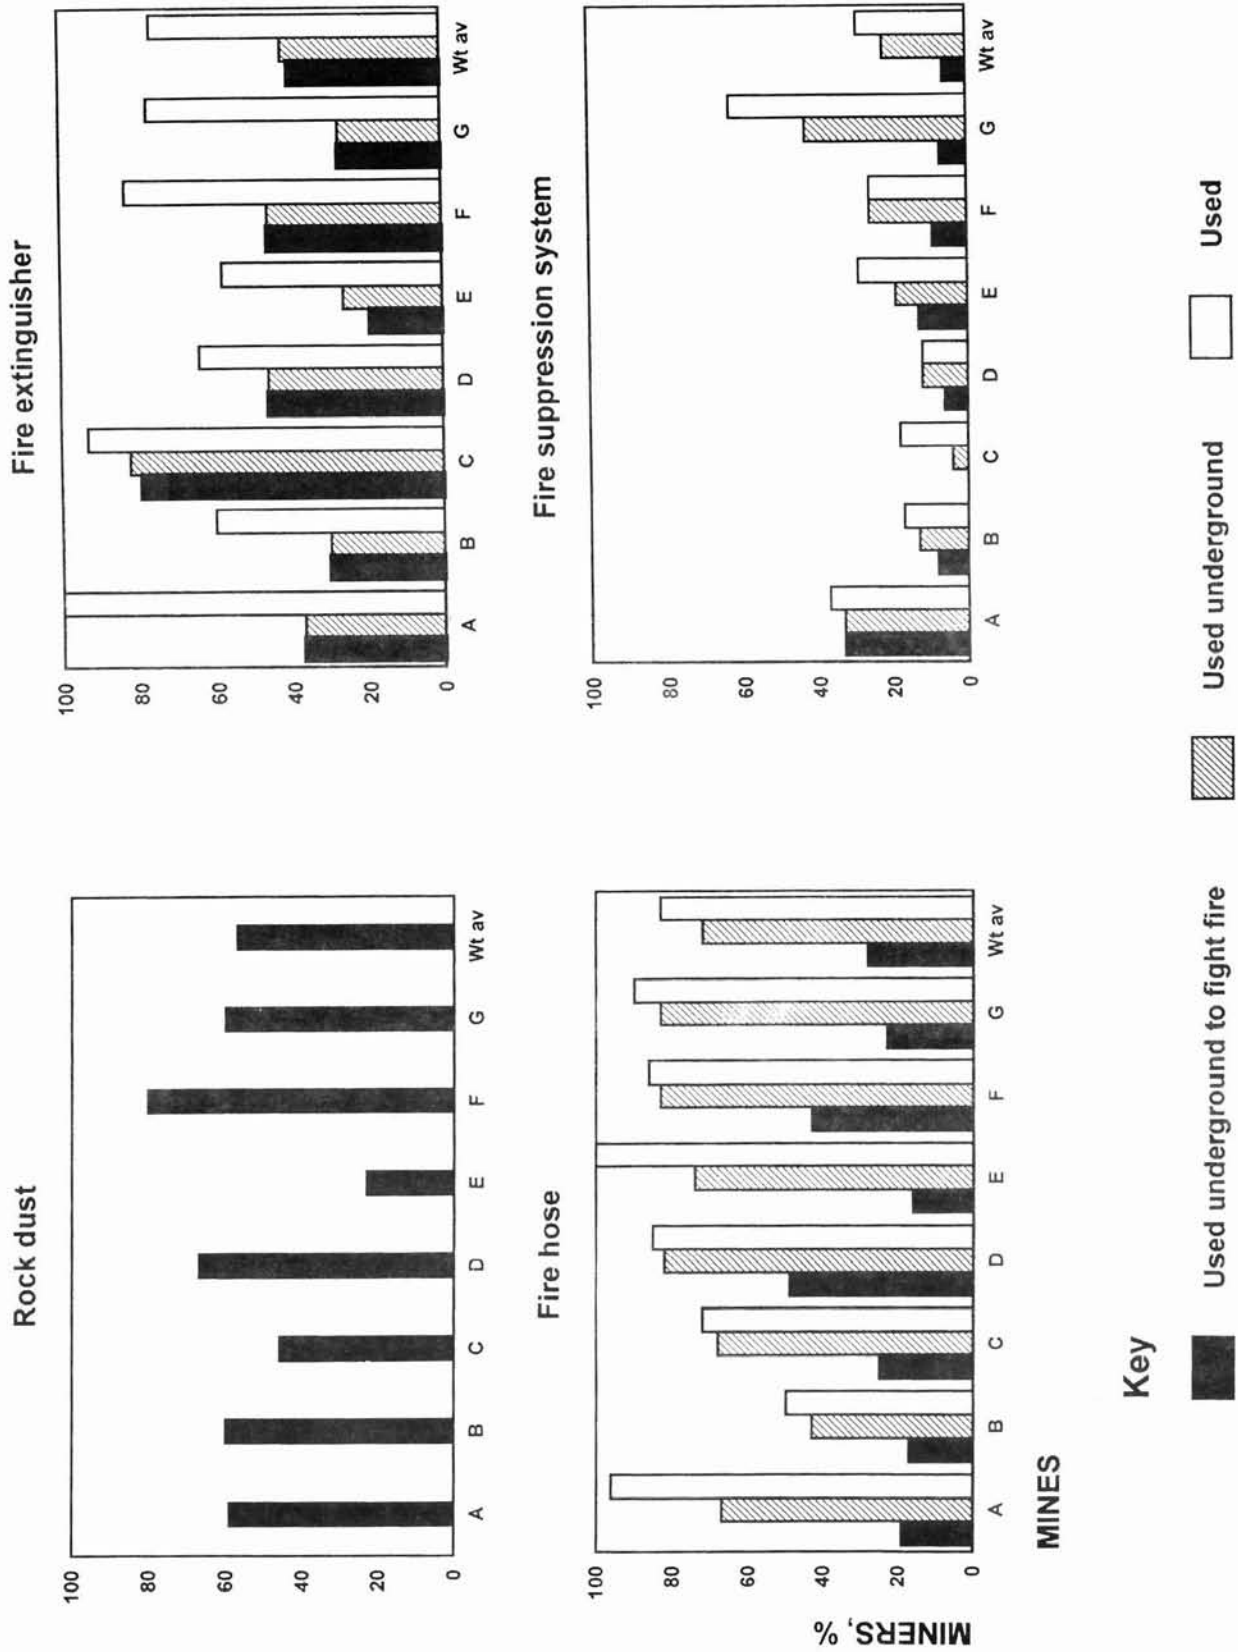 Rock dust
100
80
60
40
20
0
A B C D E F G Wt av
Fire extinguisher
100
80
60
40
20
0
A B C D E F G Wt av
Fire hose
MINERS, %
100
80
60
40
20
0
A B C D E F G Wt av
MINES
Fire suppression system
100
80
60
40
20
0
A B C D E F G Wt av
Key
Used underground to fight fire
Used underground
Used